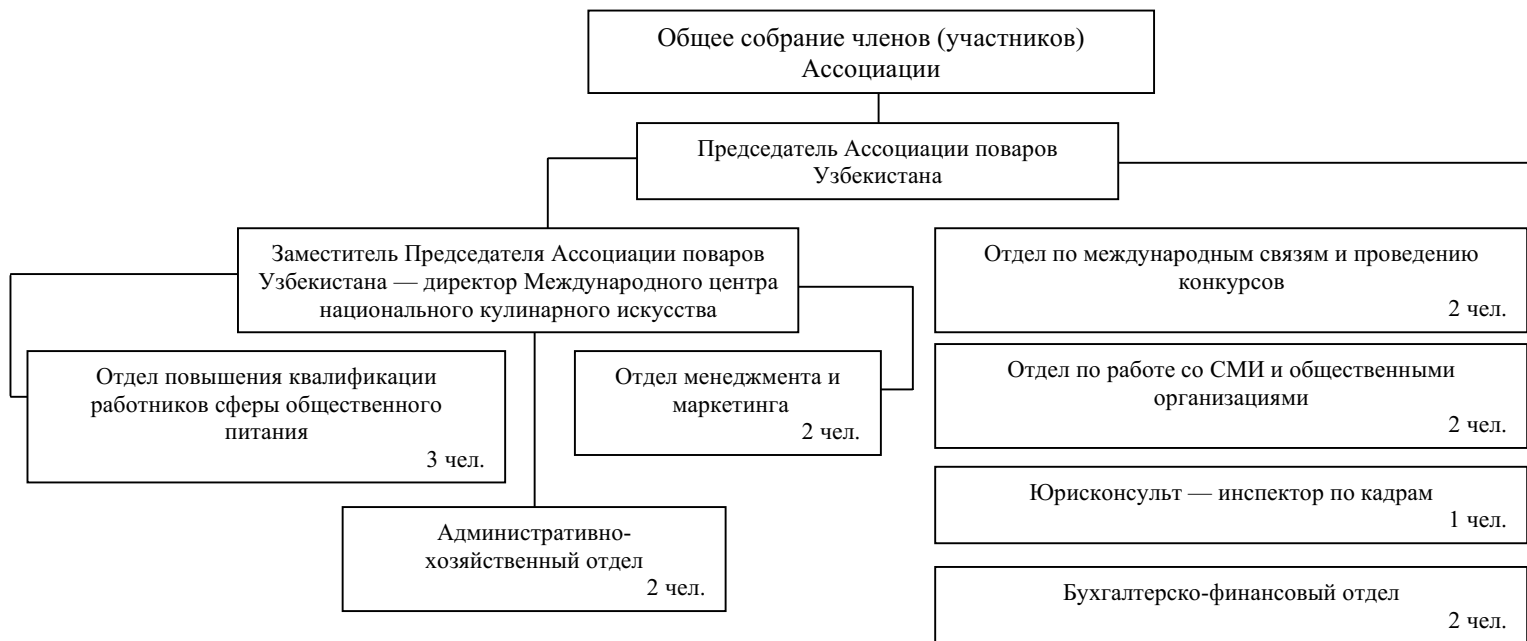 Общее собрание членов (участников)
Ассоциации
Председатель Ассоциации поваров
Узбекистана
Заместитель Председателя Ассоциации поваров
Узбекистана — директор Международного центра
национального кулинарного искусства
Отдел повышения квалификации
работников сферы общественного
питания
3 чел.
Отдел менеджмента и
маркетинга
2 чел.
Административно-
хозяйственный отдел
2 чел.
Отдел по международным связям и проведению
конкурсов
2 чел.
Отдел по работе со СМИ и общественными
организациями
2 чел.
Юрисконсульт — инспектор по кадрам
1 чел.
Бухгалтерско-финансовый отдел
2 чел.